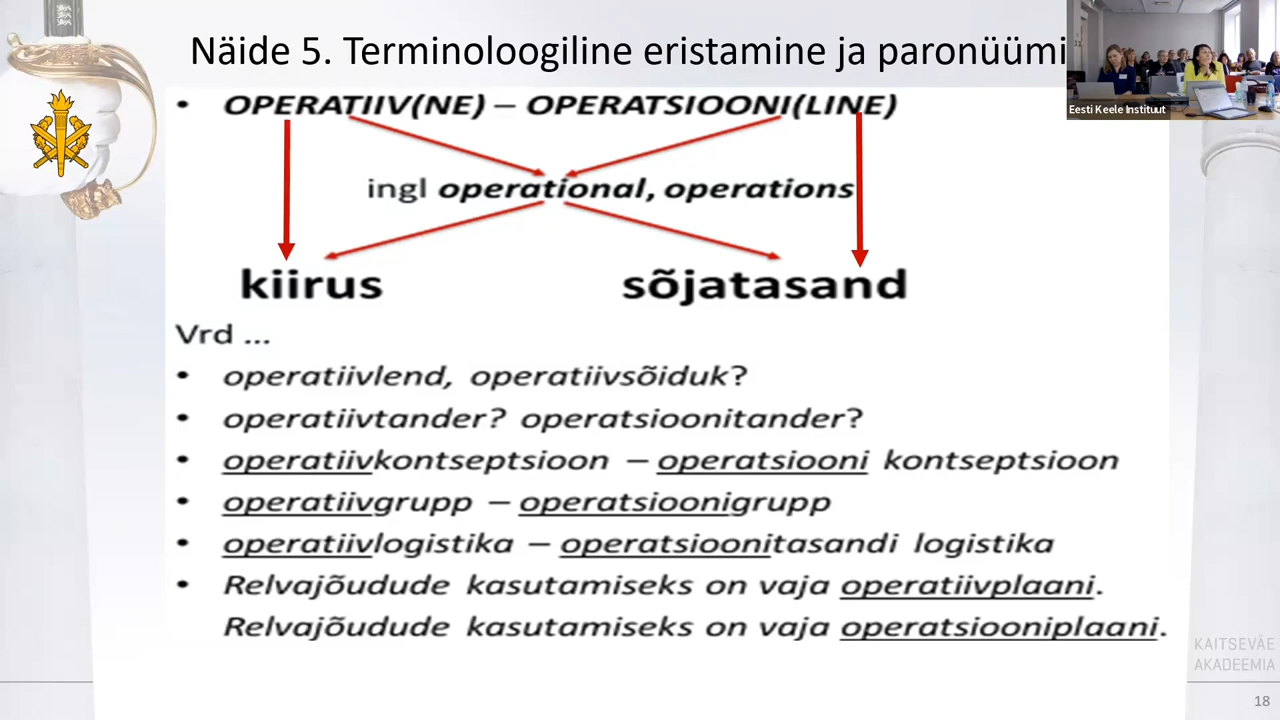 Näide 5. Terminoloogiline eristamine ja paronüümi
Eesti Keele Instituut
• OPERATIIV(NE) – OPERATSIOONI(LINE)
ingl operational, operations
kiirus
sõjatasand
Vrd ...
• operatiivlend, operatiivsõiduk?
• operatiivtander? operatsioonitander?
• operatiivkontseptsioon – operatsiooni kontseptsioon
• operatiivgrupp – operatsioonigrupp
• operatiivlogistika – operatsioonitasandi logistika
• Relvajõudude kasutamiseks on vaja operatiivplaani.
Relvajõudude kasutamiseks on vaja operatsiooniplaani.
KAITSEVÄE
AKADEEMIA
18